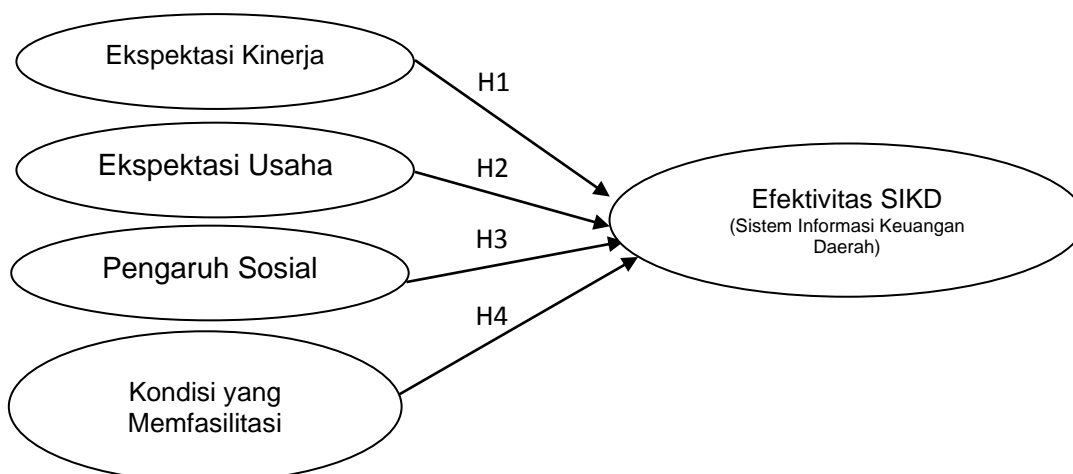 Ekspektasi Kinerja
H1
Ekspektasi Usaha
H2
Efektivitas SIKD
(Sistem Informasi Keuangan
Daerah)
H3
Pengaruh Sosial
H4
Kondisi yang
Memfasilitasi